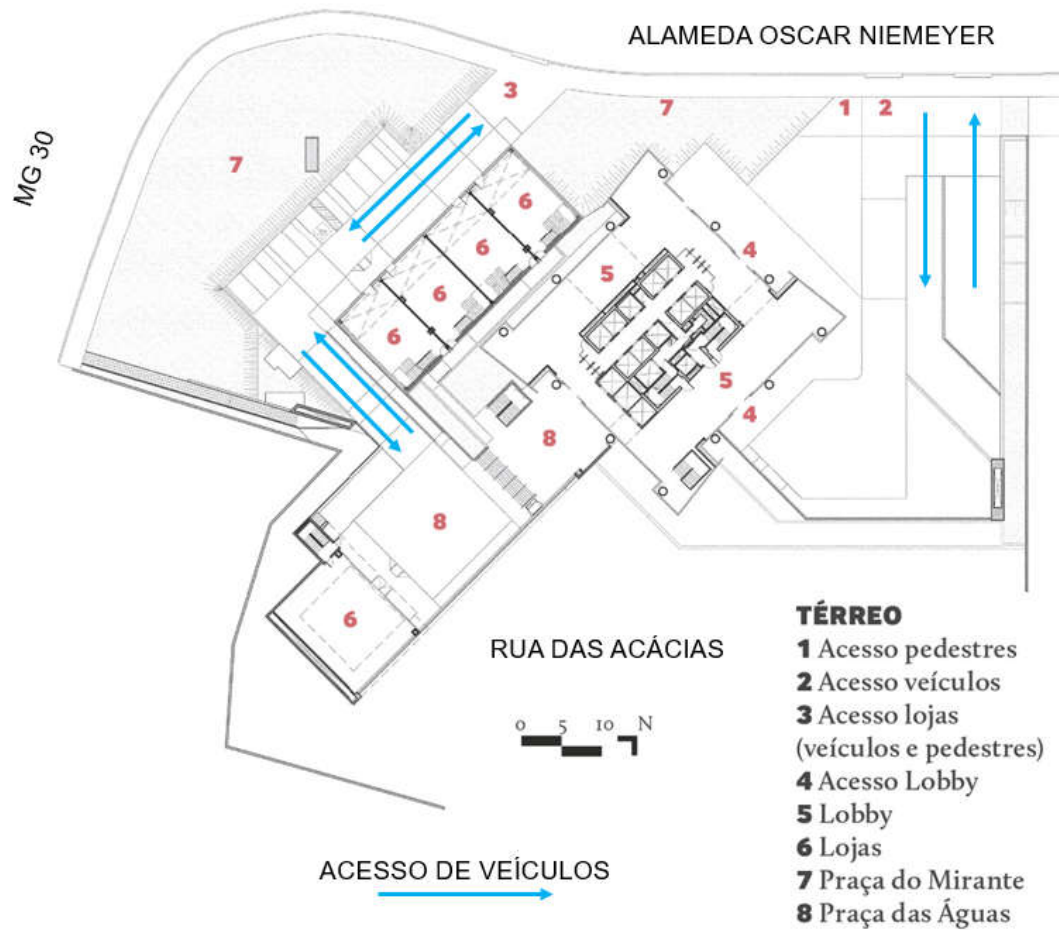 ALAMEDA OSCAR NIEMEYER
MG 30
3
7
1
2
7
6
4
6
5
6
6
5
4
8
8
6
RUA DAS ACÁCIAS
0 5 10 N
ACESSO DE VEÍCULOS
TÉRREO
1 Acesso pedestres
2 Acesso veículos
3 Acesso lojas
(veículos e pedestres)
4 Acesso Lobby
5 Lobby
6 Lojas
7 Praça do Mirante
8 Praça das Águas